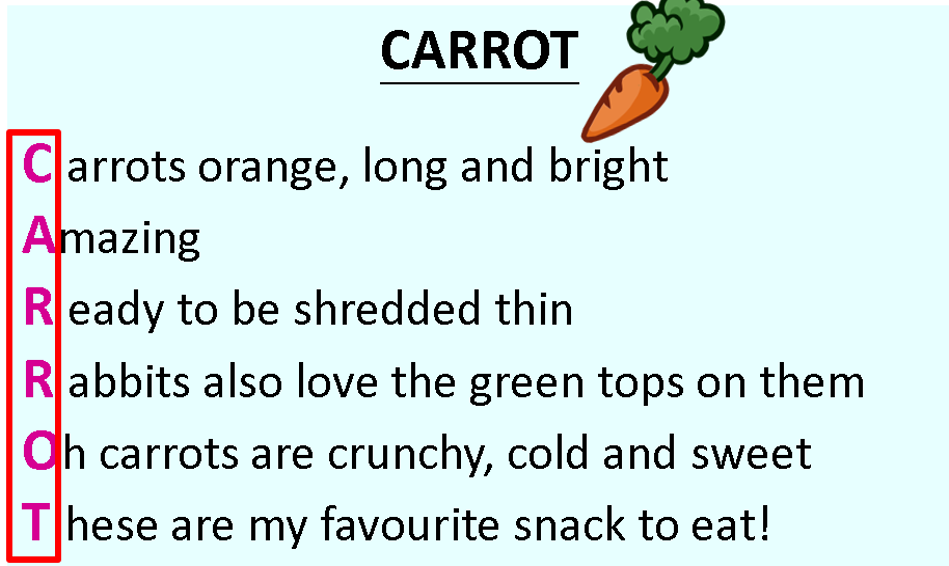 CARROT
Carrots orange, long and bright
Amazing
Ready to be shredded thin
Rabbits also love the green tops on them
Oh carrots are crunchy, cold and sweet
These are my favourite snack to eat!